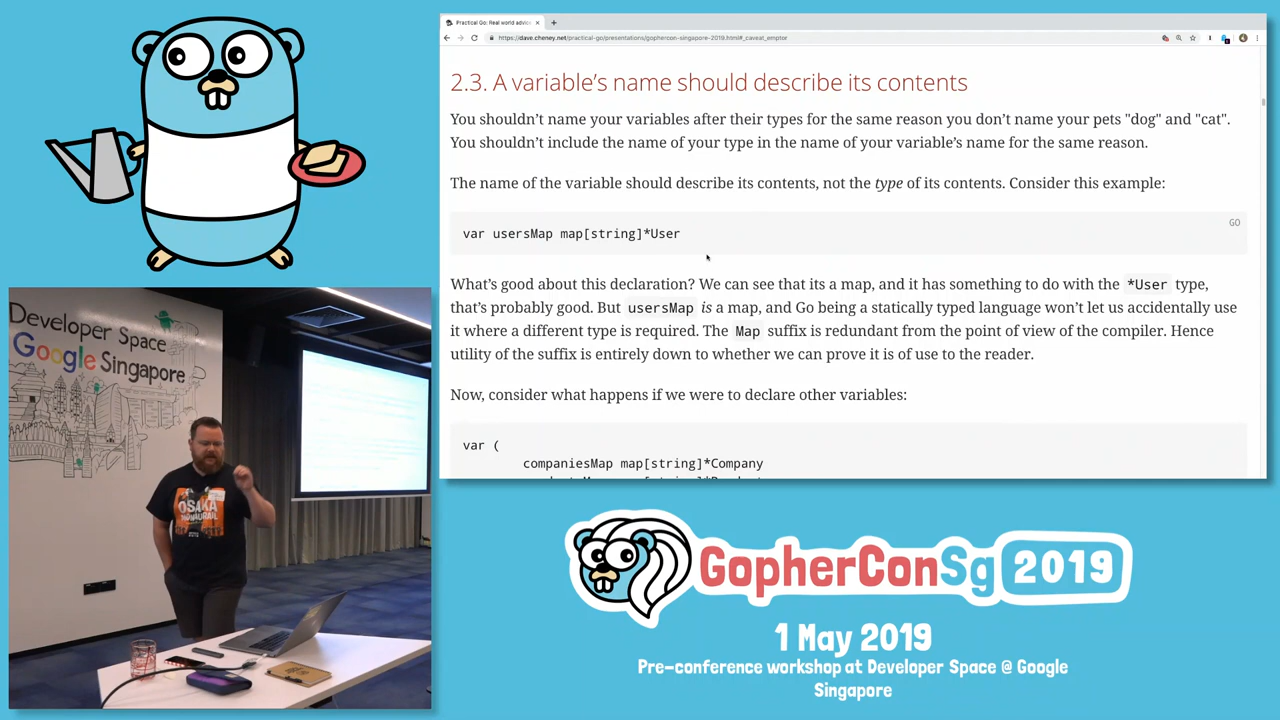 Practical Go: Real world advic
https://dave.cheney.net/practical-go/presentations/gophercon-singapore-2019.html#_caveat_emptor
2.3. A variable’s name should describe its contents
You shouldn’t name your variables after their types for the same reason you don’t name your pets "dog" and "cat".
You shouldn’t include the name of your type in the name of your variable’s name for the same reason.
The name of the variable should describe its contents, not the type of its contents. Consider this example:
GO
var usersMap map[string]*User
What’s good about this declaration? We can see that its a map, and it has something to do with the *User type,
that’s probably good. But usersMap is a map, and Go being a statically typed language won’t let us accidentally use
it where a different type is required. The Map suffix is redundant from the point of view of the compiler. Hence
utility of the suffix is entirely down to whether we can prove it is of use to the reader.
Now, consider what happens if we were to declare other variables:
var (
companiesMap map[string]*Company
Developer Space
Google Singapore
OSAKA
MONAURAIL
GopherConSg 2019
1 May 2019
Pre-conference workshop at Developer Space @ Google
Singapore